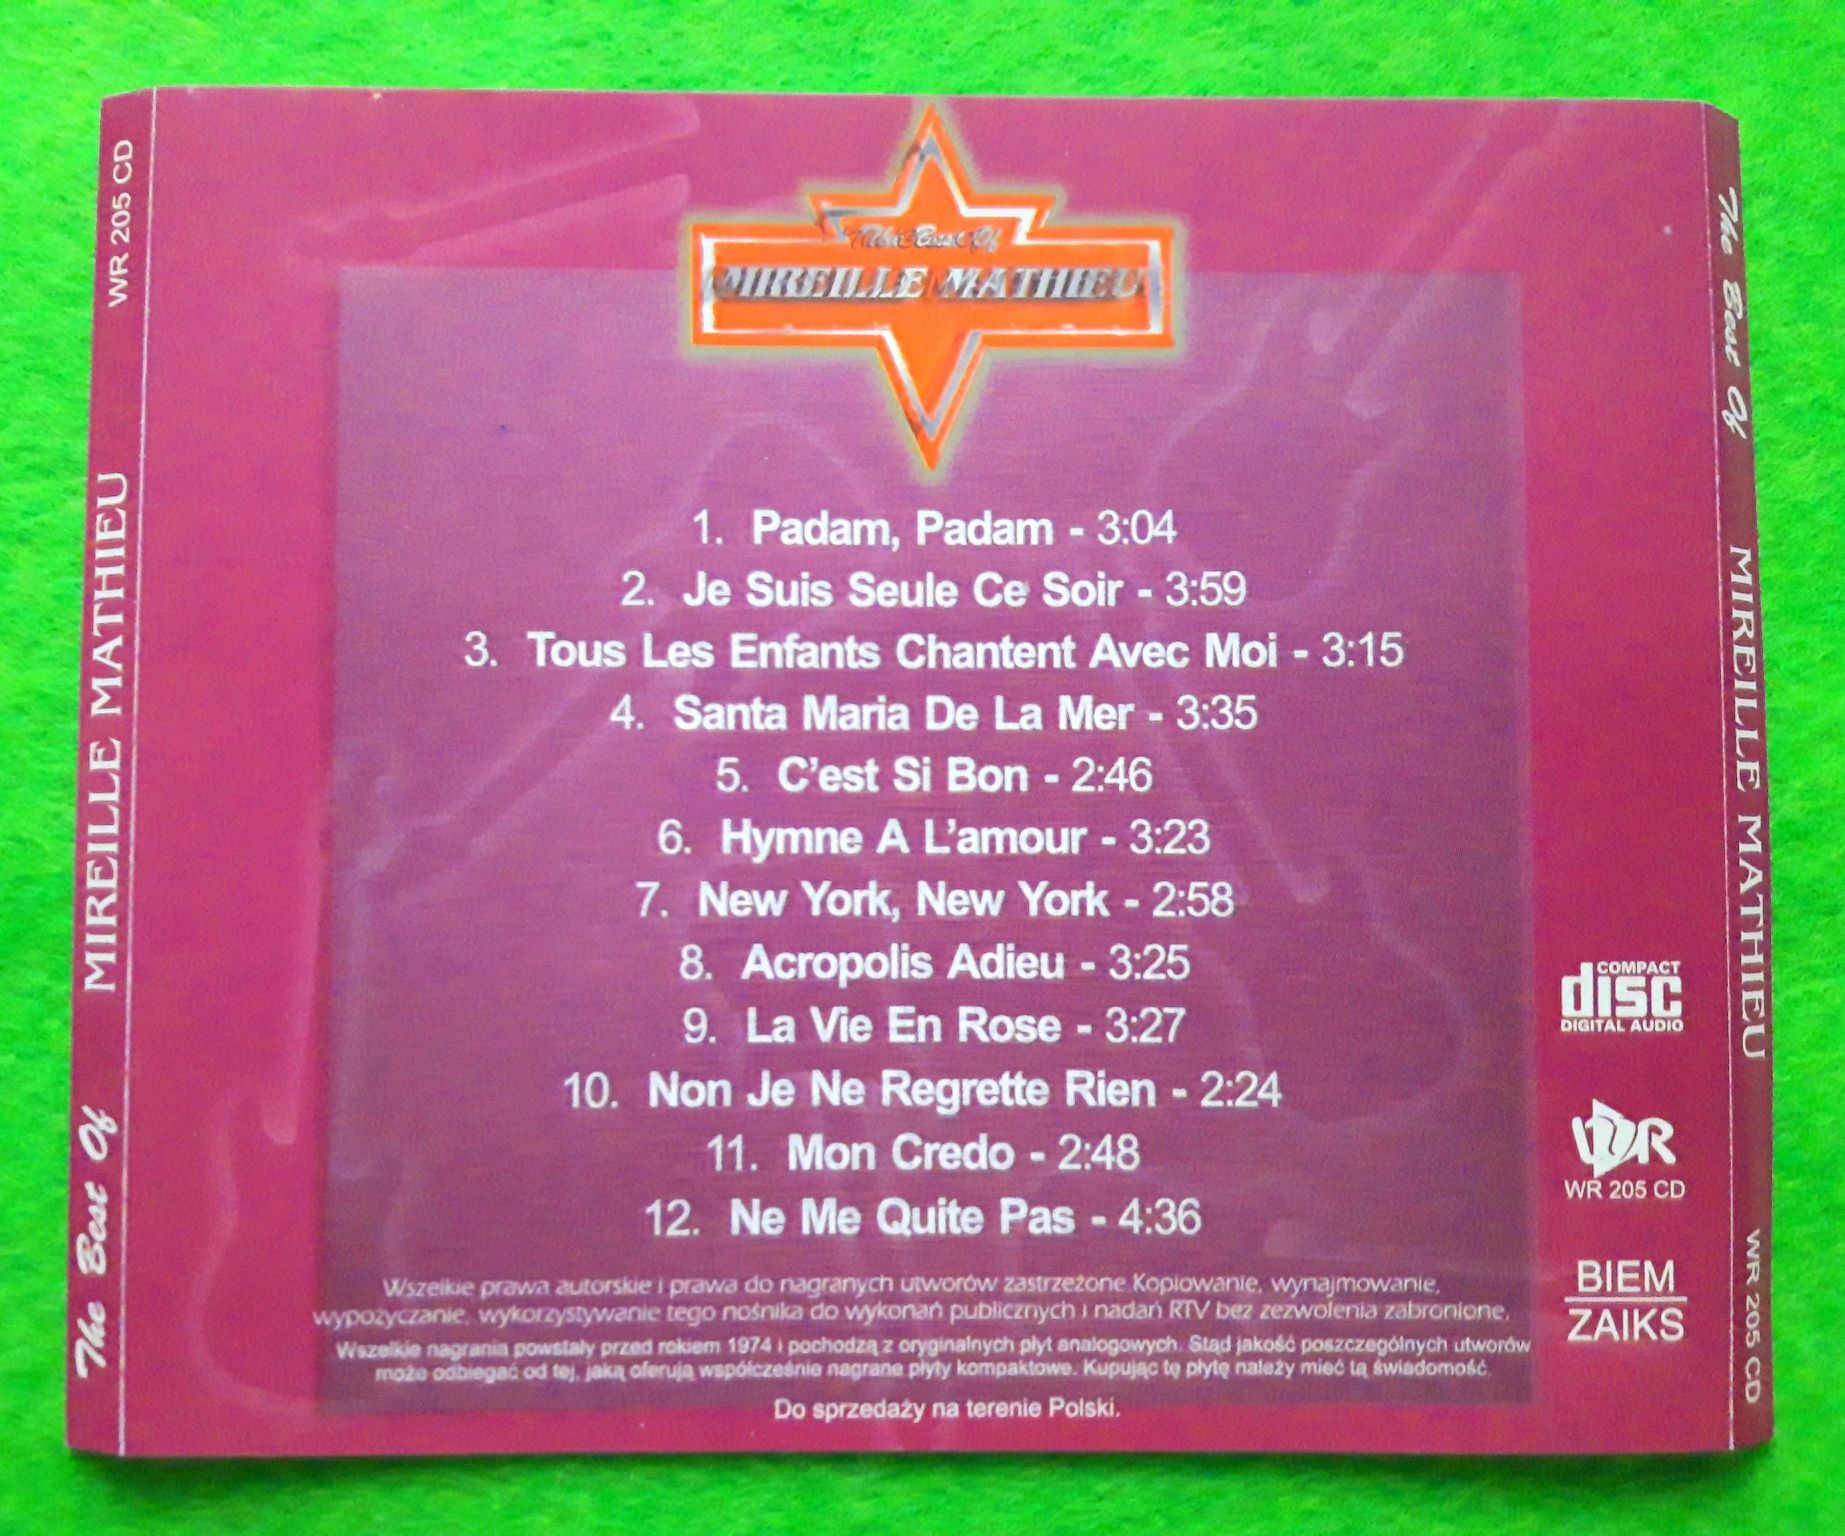 The Best Of
MIREILLE MATHIEU
1. Padam, Padam - 3:04
2. Je Suis Seule Ce Soir - 3:59
3. Tous Les Enfants Chantent Avec Moi - 3:15
4. Santa Maria De La Mer - 3:35
5. C'est Si Bon - 2:46
6. Hymne A L'amour - 3:23
7. New York, New York - 2:58
8. Acropolis Adieu - 3:25
9. La Vie En Rose - 3:27
10. Non Je Ne Regrette Rien - 2:24
11. Mon Credo - 2:48
12. Ne Me Quite Pas - 4:36
Wszelkie prawa autorskie i prawa do nagranych utworów zastrzeżone.Kopiowanie, wynajmowanie,
wypożyczanie, wykorzystywanie tego nośnika do wykonań publicznych i nadań RTV bez zezwolenia zabronione.
Wszelkie nagrania powstały przed rokiem 1974 i pochodzą z oryginalnych płyt analogowych. Stąd jakość poszczególnych utworów
może odbiegać od tej, jaką oferują współcześnie nagrane płyty kompaktowe. Kupując tę płytę należy mieć tą świadomość.
Do sprzedaży na terenie Polski.
COMPACT
disc
DIGITAL AUDIO
WR
WR 205 CD
BIEM
ZAIKS
The Best Of MIREILLE MATHIEU WR 205 CD
The Best Of MIREILLE MATHIEU WR 205 CD